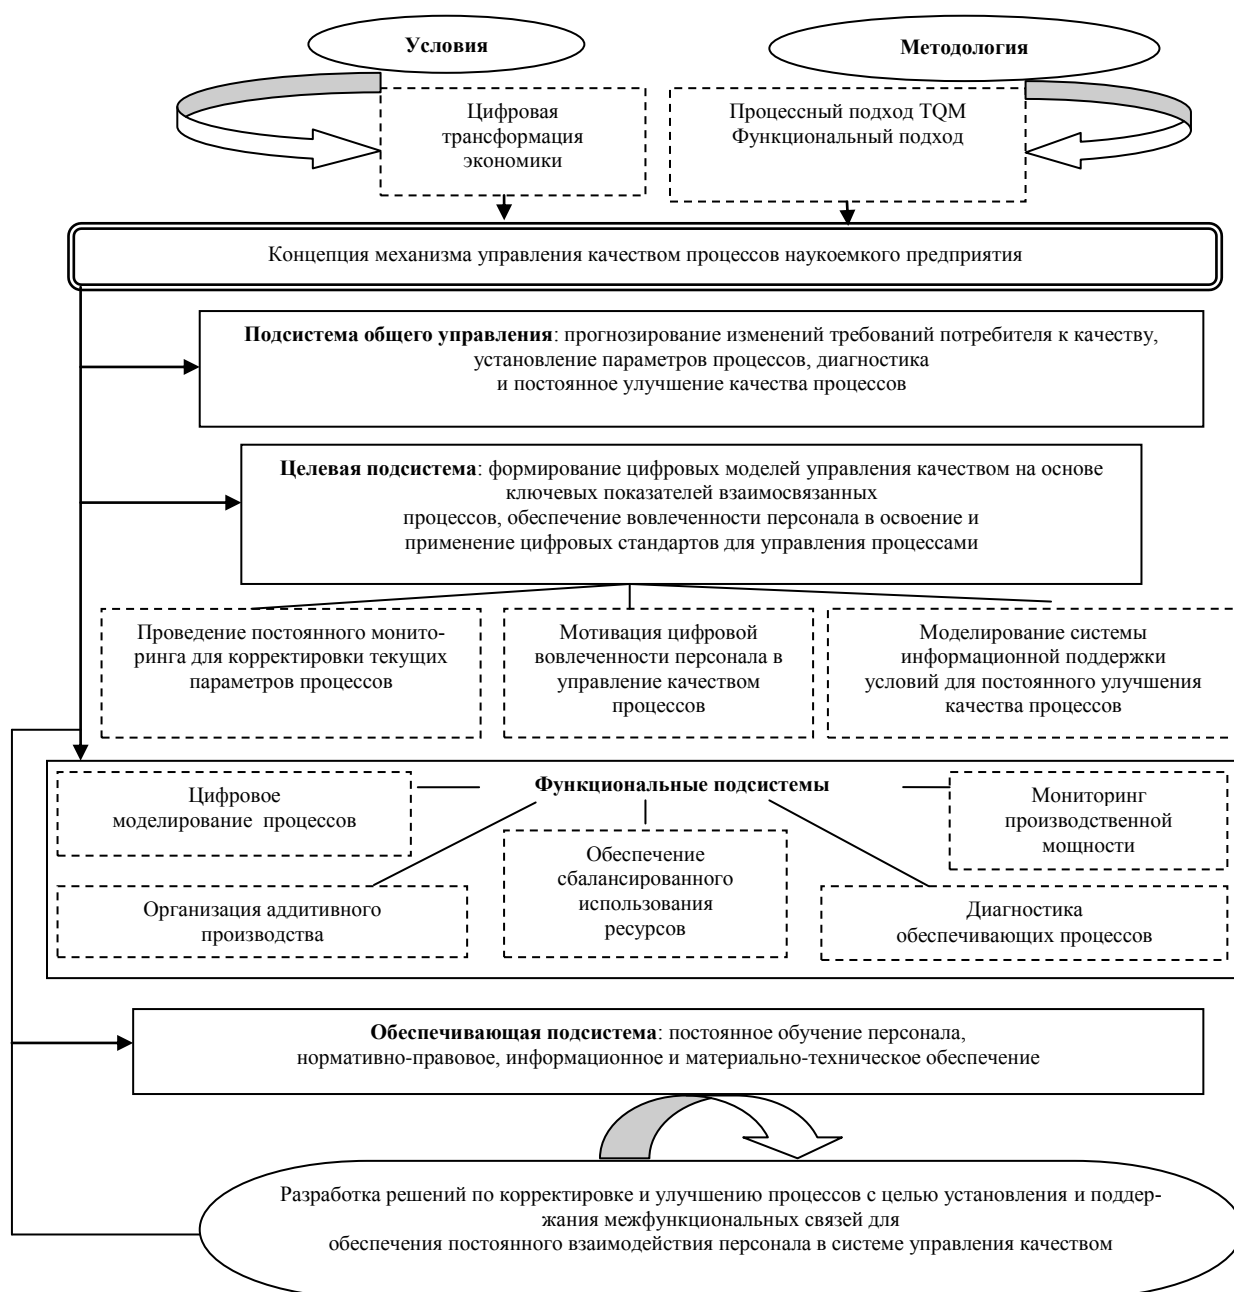 Условия
Методология
Цифровая
трансформация
экономики
Процессный подход TQM
Функциональный подход
Концепция механизма управления качеством процессов наукоемкого предприятия
Подсистема общего управления: прогнозирование изменений требований потребителя к качеству,
установление параметров процессов, диагностика
и постоянное улучшение качества процессов
Целевая подсистема: формирование цифровых моделей управления качеством на основе
ключевых показателей взаимосвязанных
процессов, обеспечение вовлеченности персонала в освоение и
применение цифровых стандартов для управления процессами
Проведение постоянного монито-
ринга для корректировки текущих
параметров процессов
Мотивация цифровой
вовлеченности персонала в
управление качеством
процессов
Моделирование системы
информационной поддержки
условий для постоянного улучшения
качества процессов
Функциональные подсистемы
Цифровое
моделирование процессов
Мониторинг
производственной
мощности
Обеспечение
сбалансированного
использования
ресурсов
Организация аддитивного
производства
Диагностика
обеспечивающих процессов
Обеспечивающая подсистема: постоянное обучение персонала,
нормативно-правовое, информационное и материально-техническое обеспечение
Разработка решений по корректировке и улучшению процессов с целью установления и поддер-
жания межфункциональных связей для
обеспечения постоянного взаимодействия персонала в системе управления качеством